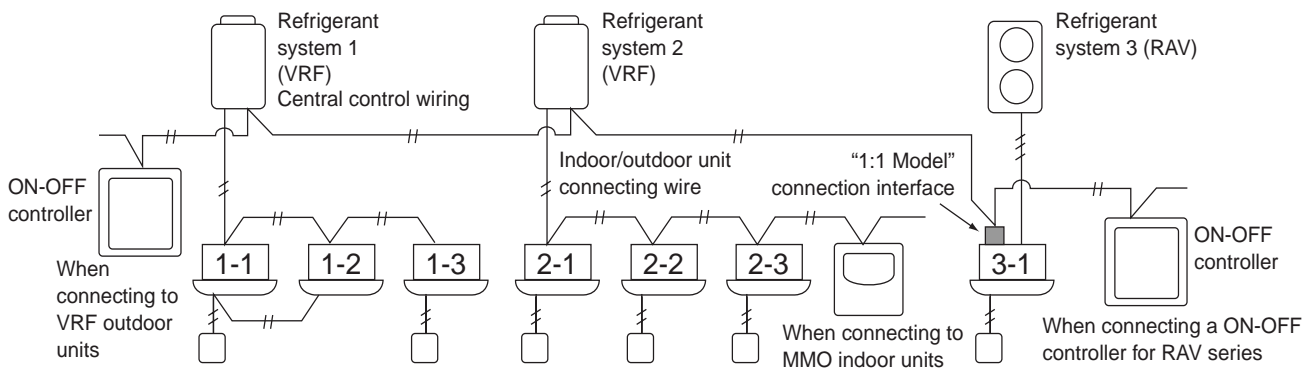 Refrigerant
system 1
(VRF)
Central control wiring
Refrigerant
system 2
(VRF)
Refrigerant
system 3 (RAV)
ON-OFF
controller
Indoor/outdoor unit
connecting wire
“1:1 Model”
connection interface
ON-OFF
controller
1-1
1-2
1-3
2-1
2-2
2-3
3-1
When
connecting to
VRF outdoor
units
When connecting to
MMO indoor units
When connecting a ON-OFF
controller for RAV series